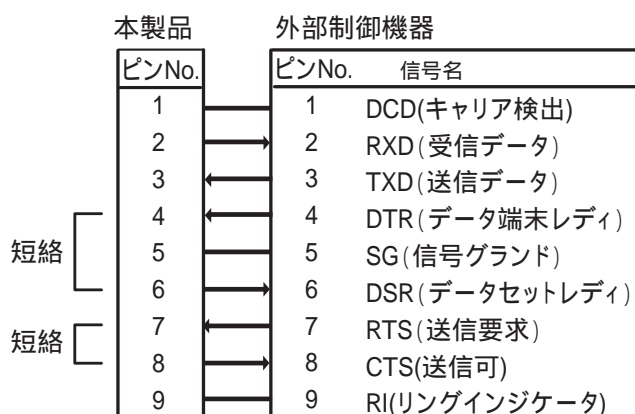 本製品 外部制御機器
ピンNo. ピンNo. 信号名
1 1 DCD(キャリア検出)
2 2 RXD(受信データ)
3 3 TXD(送信データ)
4 4 DTR(データ端末レディ)
短絡 5 5 SG(信号グランド)
6 6 DSR(データセットレディ)
7 7 RTS(送信要求)
短絡
8 8 CTS(送信可)
9 9 RI(リングインジケータ)